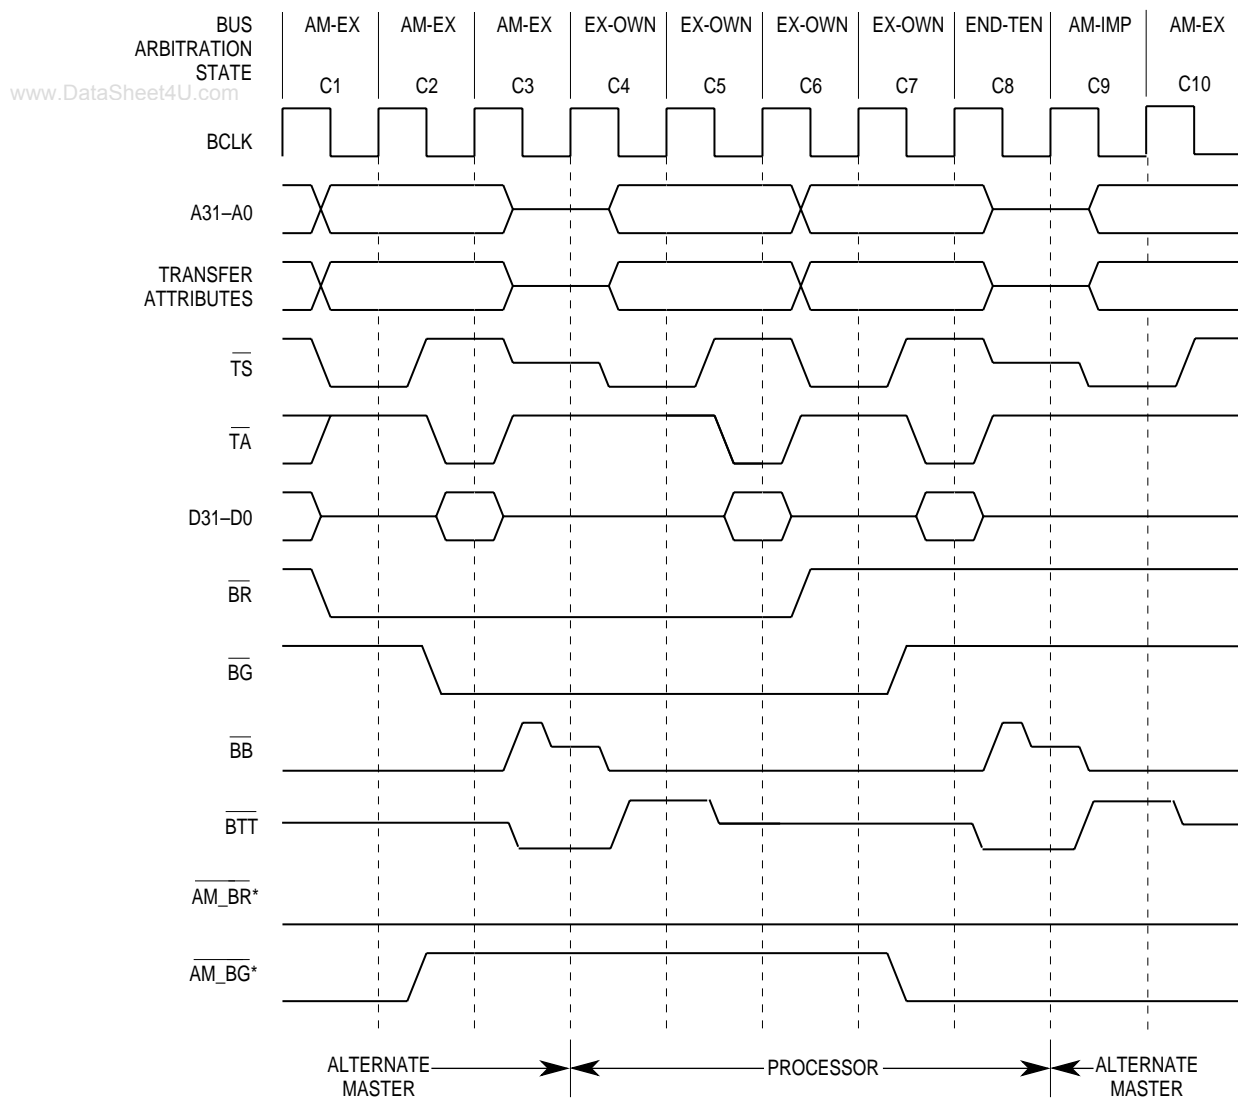 BUS AM-EX AM-EX AM-EX EX-OWN EX-OWN EX-OWN EX-OWN END-TEN AM-IMP AM-EX
ARBITRATION
STATE C1 C2 C3 C4 C5 C6 C7 C8 C9 C10
www.DataSheet4U.com
BCLK
A31–A0
TRANSFER
ATTRIBUTES
TS
TA
D31–D0
BR
BG
BB
BTT
AM_BR*
AM_BG*
ALTERNATE
MASTER
PROCESSOR
ALTERNATE
MASTER